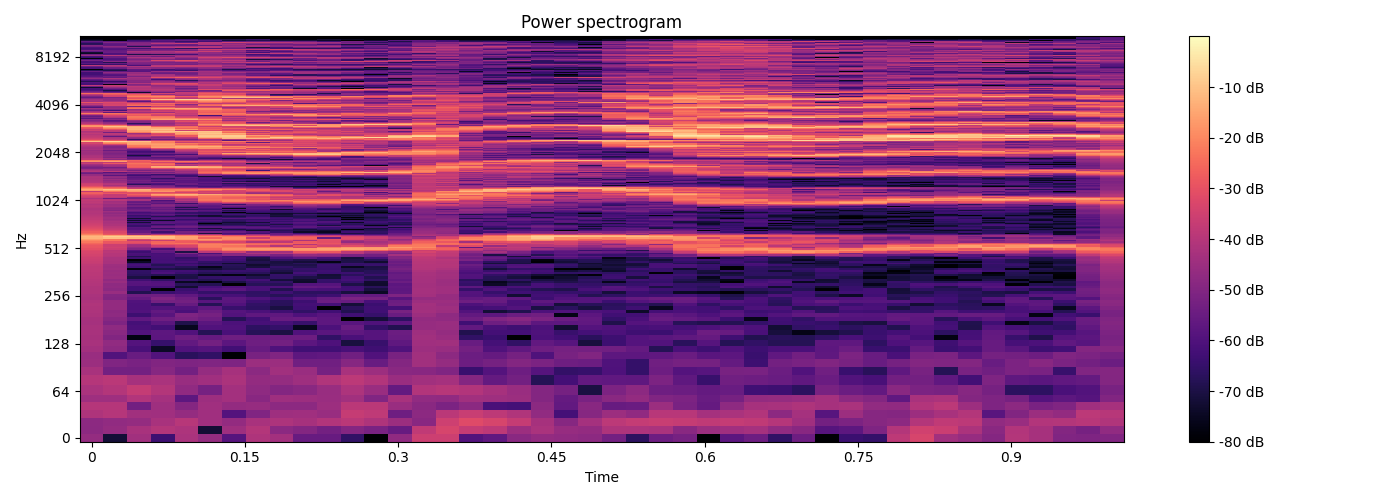 Power spectrogram
Hz
8192
4096
2048
1024
512
256
128
64
0
0 0.15 0.3 0.45 0.6 0.75 0.9
Time
-10 dB
-20 dB
-30 dB
-40 dB
-50 dB
-60 dB
-70 dB
-80 dB